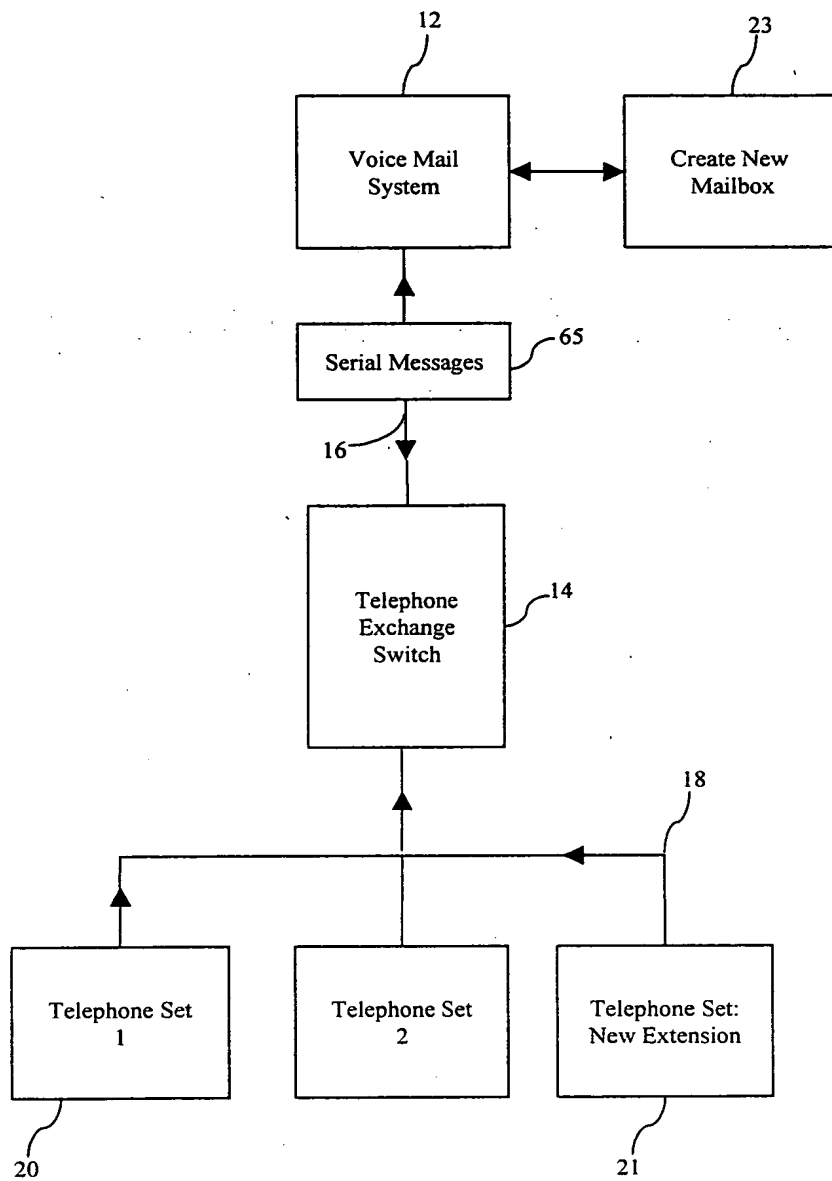 12
23
Voice Mail
System
Create New
Mailbox
Serial Messages
65
16
Telephone
Exchange
Switch
14
18
Telephone Set
1
Telephone Set
2
Telephone Set:
New Extension
20
21